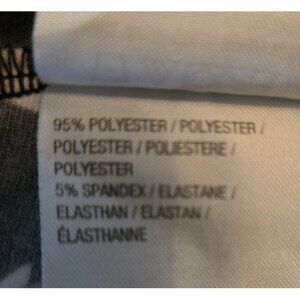 95% POLYESTER / POLYESTER /
POLYESTER / POLIESTERE /
POLYESTER
5% SPANDEX / ELASTANE /
ELASTHAN / ELASTAN /
ÉLASTHANNE